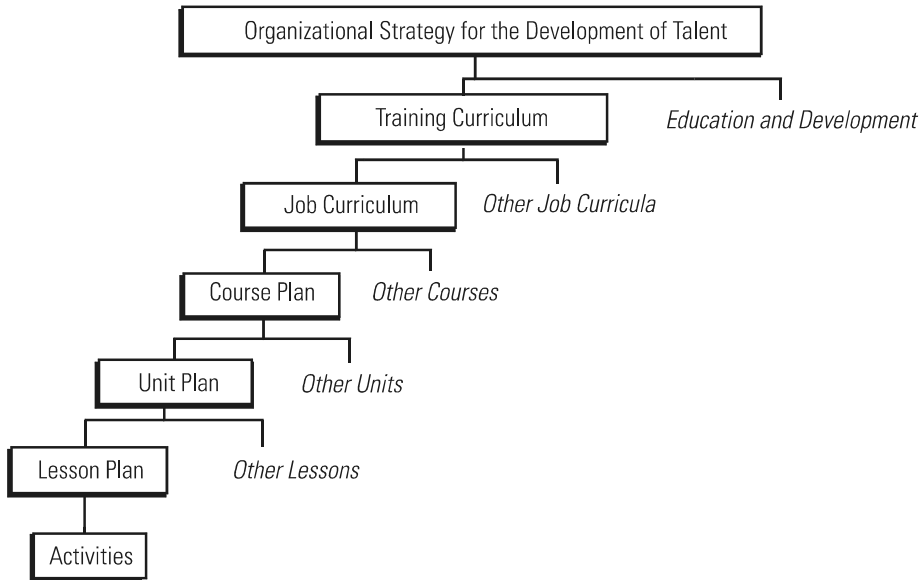 Organizational Strategy for the Development of Talent
Training Curriculum
Education and Development
Job Curriculum
Other Job Curricula
Course Plan
Other Courses
Unit Plan
Other Units
Lesson Plan
Other Lessons
Activities